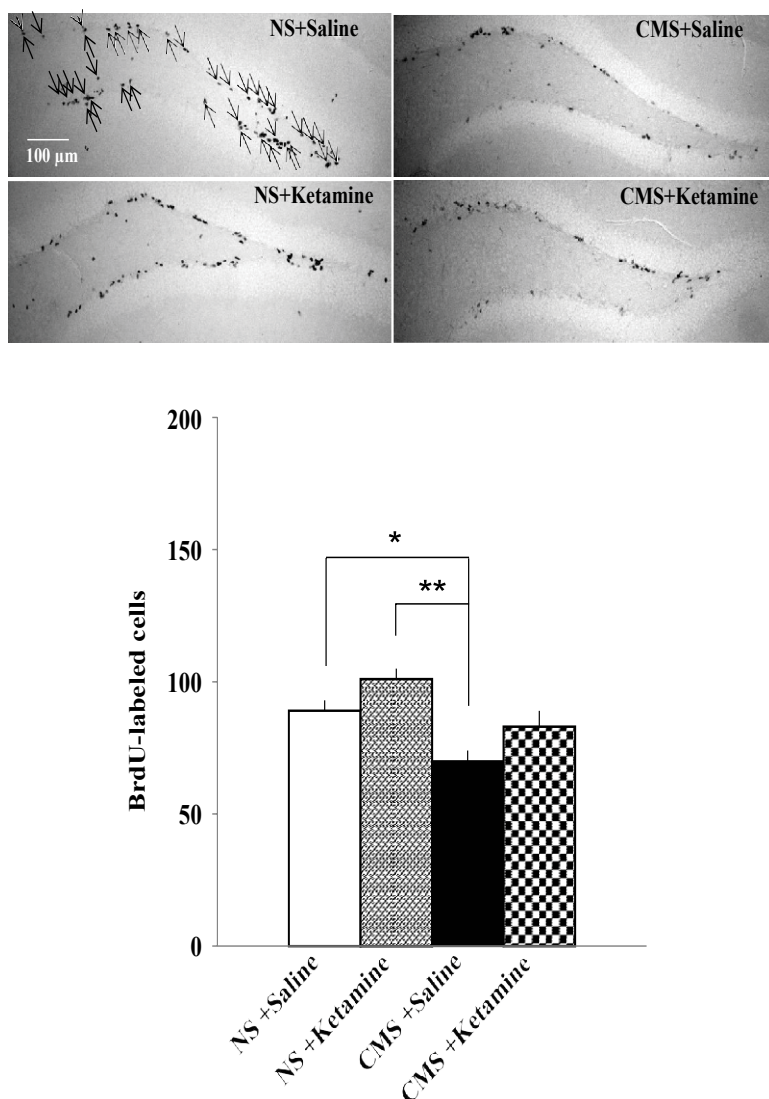 NS+Saline
CMS+Saline
100 µm
NS+Ketamine
CMS+Ketamine
200
150
100
50
0
BrdU-labeled cells
*
**
NS +Saline
NS +Ketamine
CMS +Saline
CMS +Ketamine